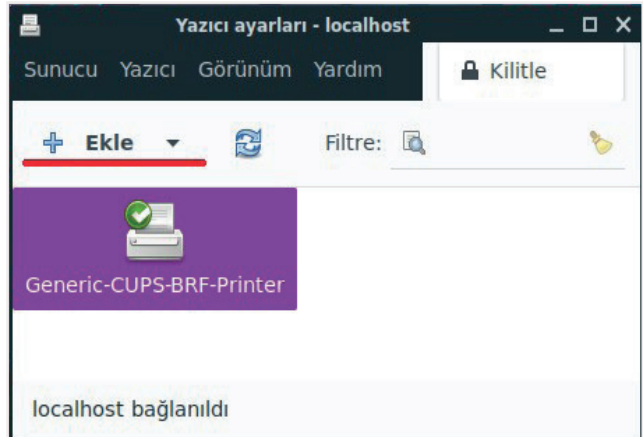 Yazıcı ayarları - localhost
Sunucu Yazıcı Görünüm Yardım Kilitle
Ekle Filtre:
Generic-CUPS-BRF-Printer
localhost bağlanıldı